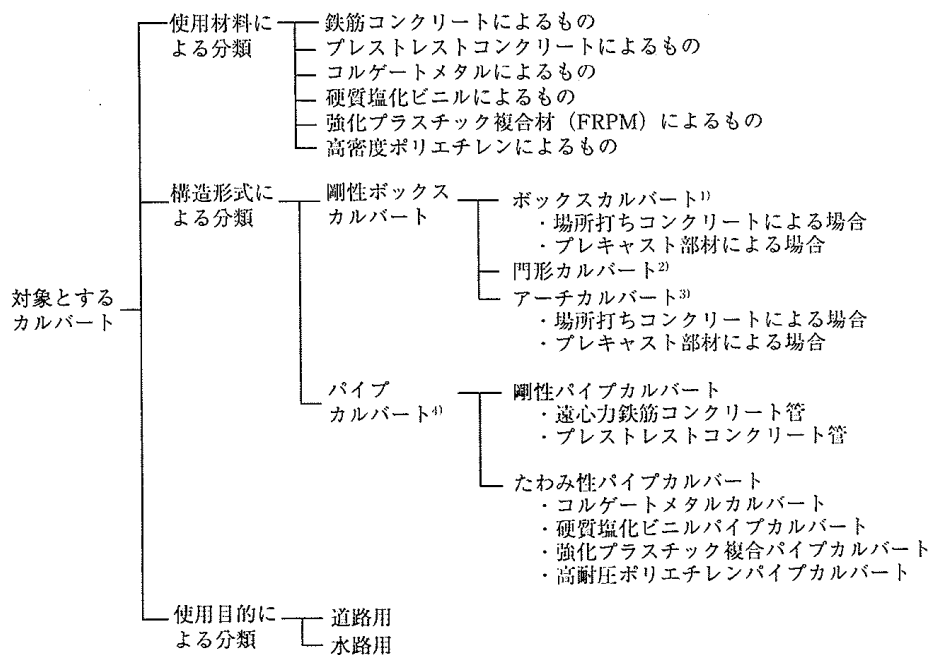 使用材料に
よる分類
鉄筋コンクリートによるもの
プレストレストコンクリートによるもの
コルゲートメタルによるもの
硬質塩化ビニルによるもの
強化プラスチック複合材（FRPM）によるもの
高密度ポリエチレンによるもの
構造形式に
よる分類
剛性ボックス
カルバート
ボックスカルバート1)
・場所打ちコンクリートによる場合
・プレキャスト部材による場合
門形カルバート2)
アーチカルバート3)
・場所打ちコンクリートによる場合
・プレキャスト部材による場合
対象とする
カルバート
パイプ
カルバート4)
剛性パイプカルバート
・遠心力鉄筋コンクリート管
・プレストレストコンクリート管
たわみ性パイプカルバート
・コルゲートメタルカルバート
・硬質塩化ビニルパイプカルバート
・強化プラスチック複合パイプカルバート
・高耐圧ポリエチレンパイプカルバート
使用目的に
よる分類
道路用
水路用